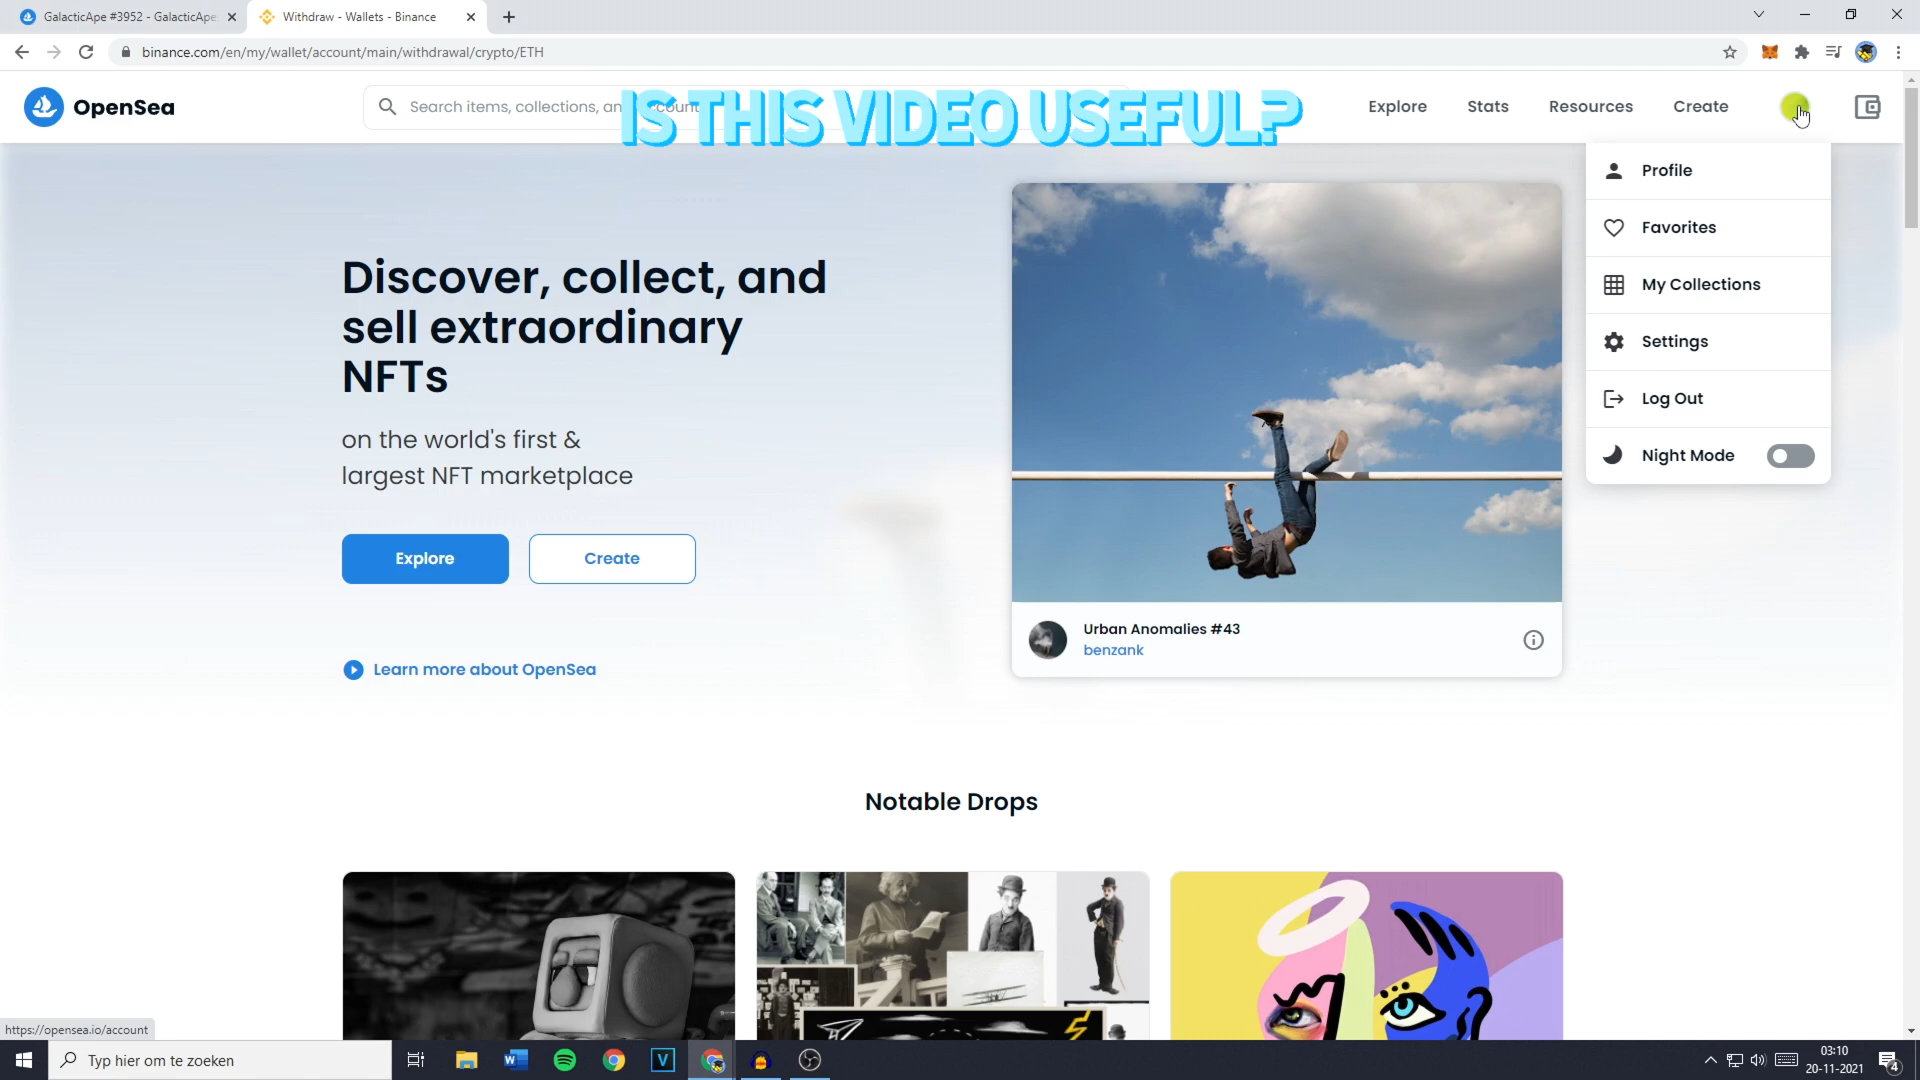 GalacticApe #3952 - GalacticApe
Withdraw - Wallets - Binance
binance.com/en/my/wallet/account/main/withdrawal/crypto/ETH
OpenSea
Search items, collections, an
IS THIS VIDEO USEFUL?
Explore
Stats
Resources
Create
Profile
Favorites
My Collections
Settings
Log Out
Night Mode
Discover, collect, and
sell extraordinary
NFTs
on the world's first &
largest NFT marketplace
Explore
Create
Learn more about OpenSea
Urban Anomalies #43
benzank
Notable Drops
https://opensea.io/account
Typ hier om te zoeken
03:10
20-11-2021
4